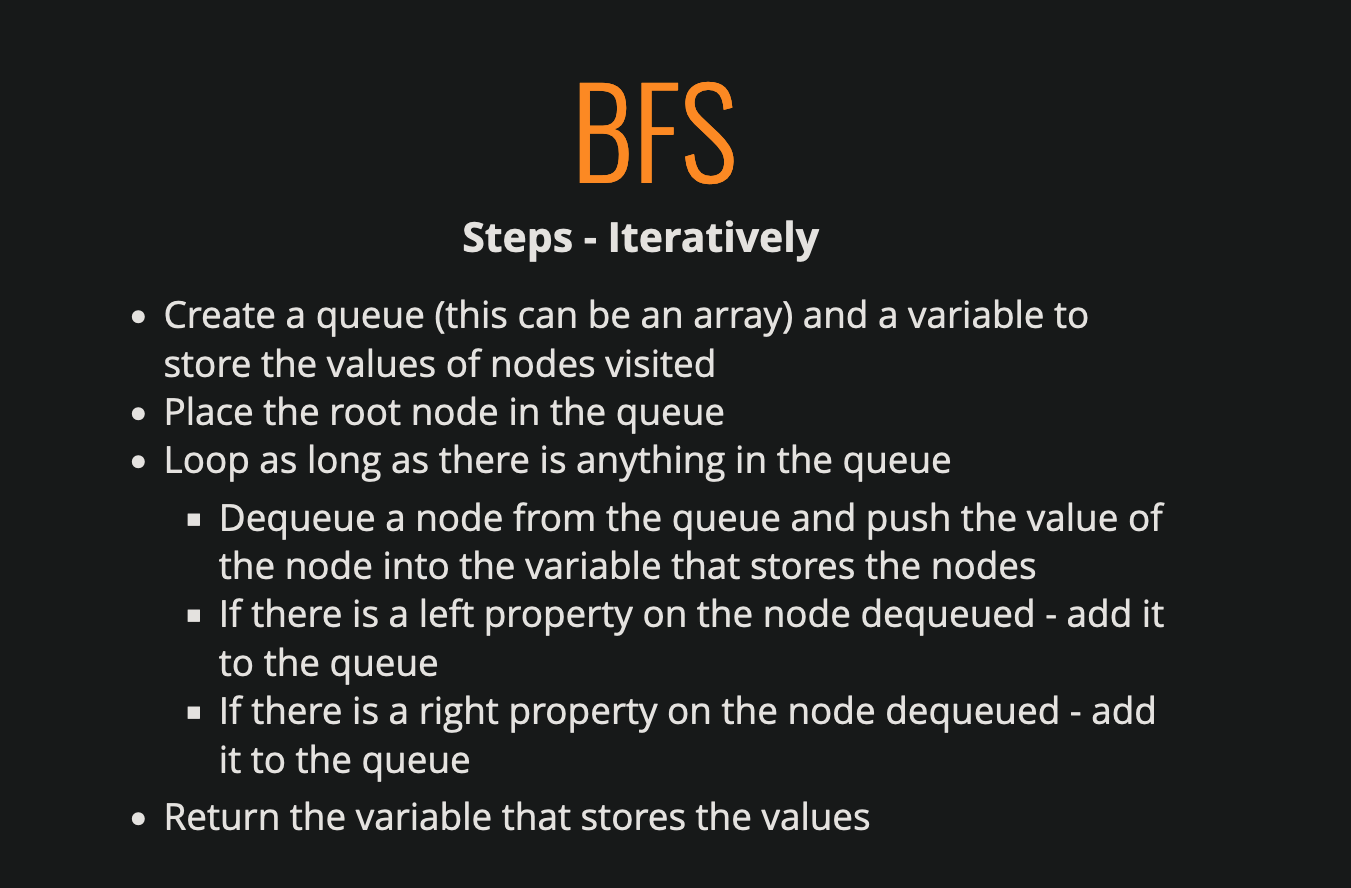 BFS
Steps - Iteratively
• Create a queue (this can be an array) and a variable to
store the values of nodes visited
• Place the root node in the queue
• Loop as long as there is anything in the queue
▪ Dequeue a node from the queue and push the value of
the node into the variable that stores the nodes
▪ If there is a left property on the node dequeued - add it
to the queue
▪ If there is a right property on the node dequeued - add
it to the queue
• Return the variable that stores the values